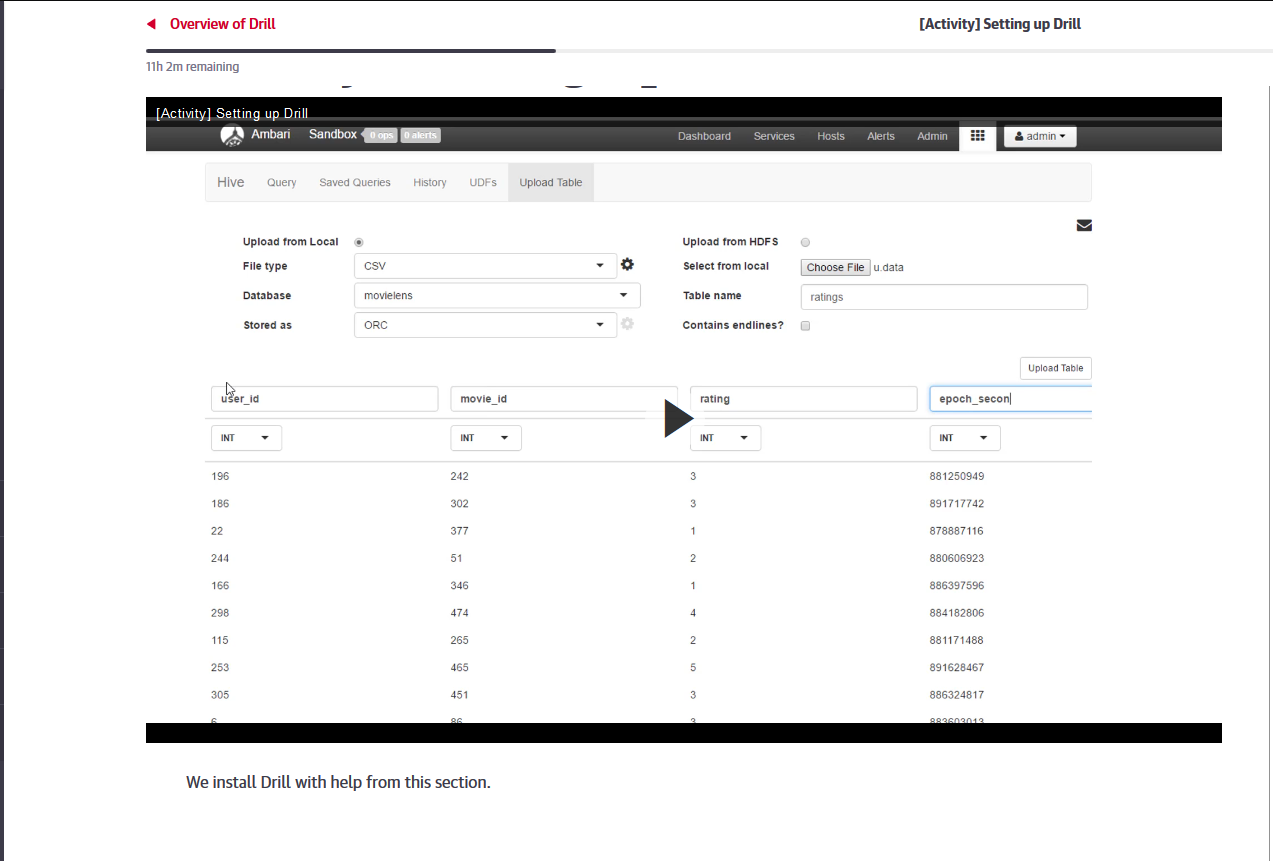 Overview of Drill [Activity] Setting up Drill
11h 2m remaining
[Activity] Setting up Drill
Ambari Sandbox 0 ops 0 alerts Dashboard Services Hosts Alerts Admin admin
Hive Query Saved Queries History UDFs Upload Table
Upload from Local Upload from HDFS
File type CSV Select from local Choose File u.data
Database movielens Table name ratings
Stored as ORC Contains endlines?
Upload Table
user_id movie_id rating epoch_secon
INT INT INT INT
196 242 3 881250949
186 302 3 891717742
22 377 1 878887116
244 51 2 880606923
166 346 1 886397596
298 474 4 884182806
115 265 2 881171488
253 465 5 891628467
305 451 3 886324817
6 86 3 883603013
We install Drill with help from this section.